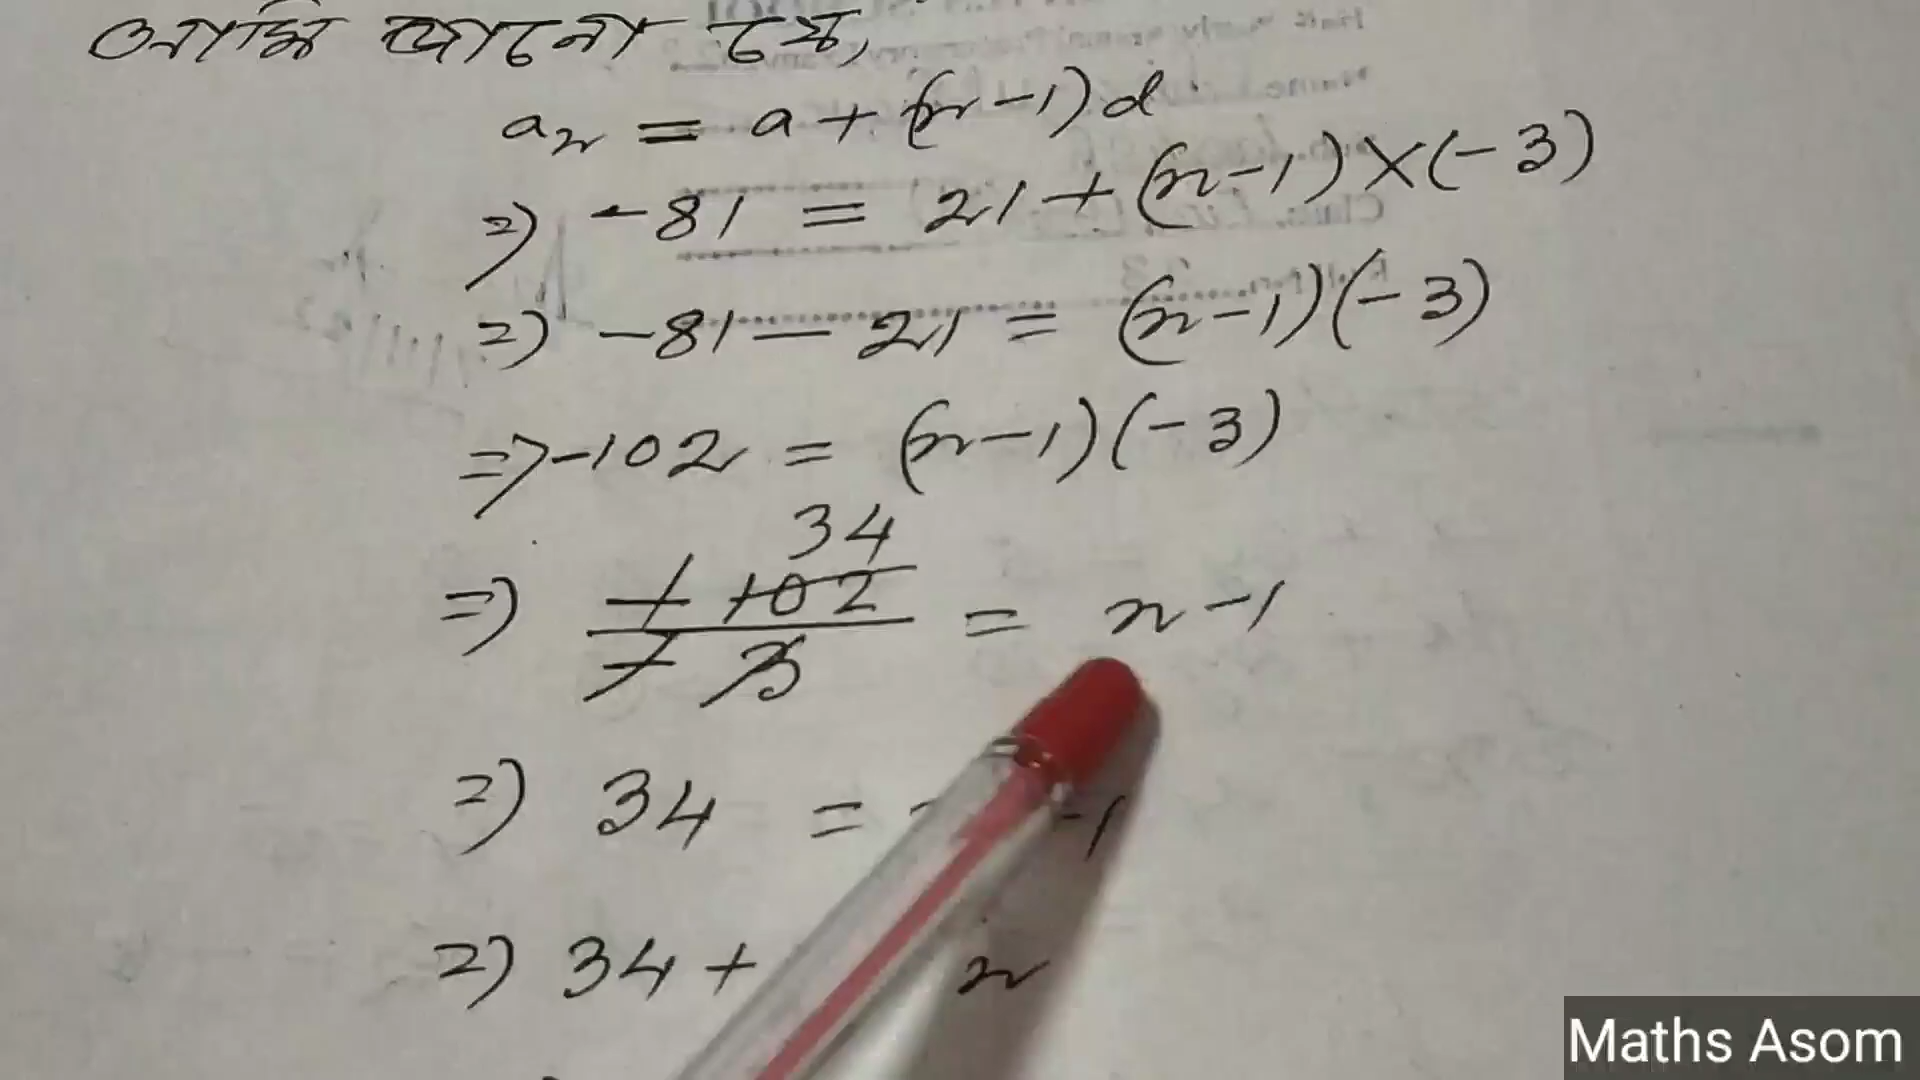 আমি জানো যে,
aₙ = a + (n-1)d
⇒) -81 = 21 + (n-1)×(-3)
⇒) -81 - 21 = (n-1)(-3)
⇒ -102 = (n-1)(-3)
34
⇒) -102/-3 = n-1
⇒) 34 = -1
⇒) 34 + n
Maths Asom